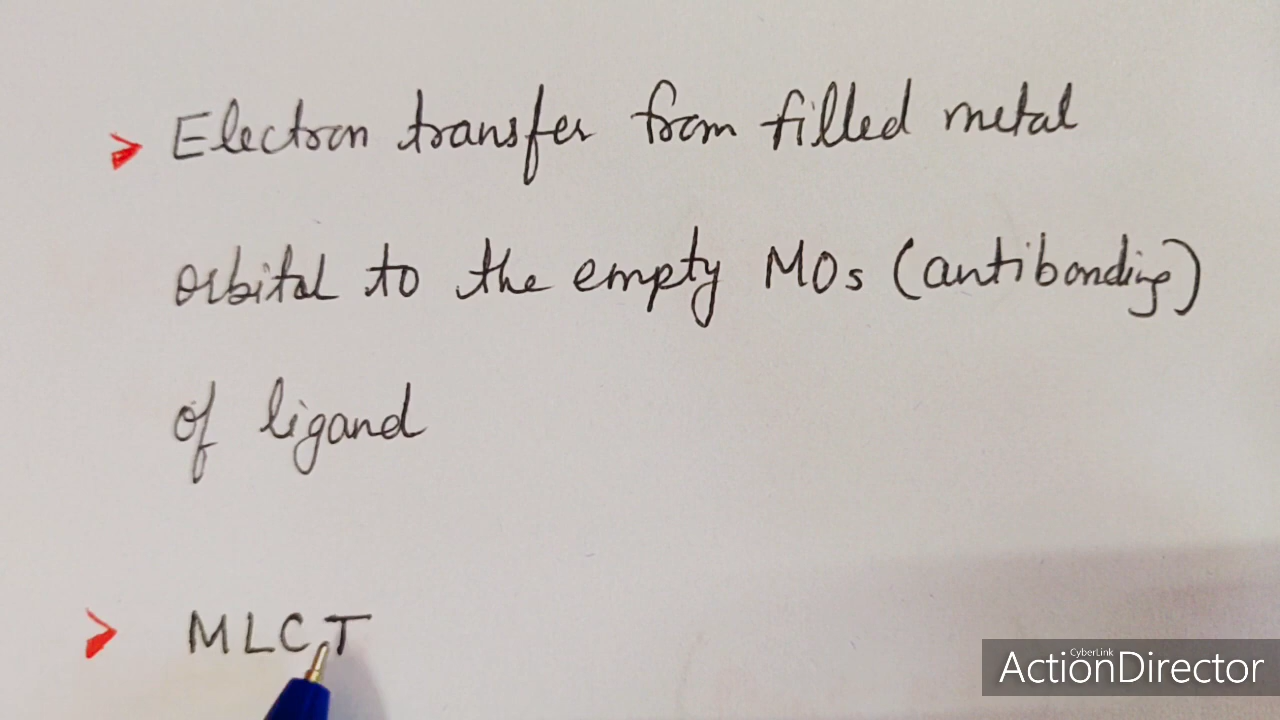 > Electron transfer from filled metal
orbital to the empty MOs (antibonding)
of ligand
> MLCT
CyberLink
ActionDirector